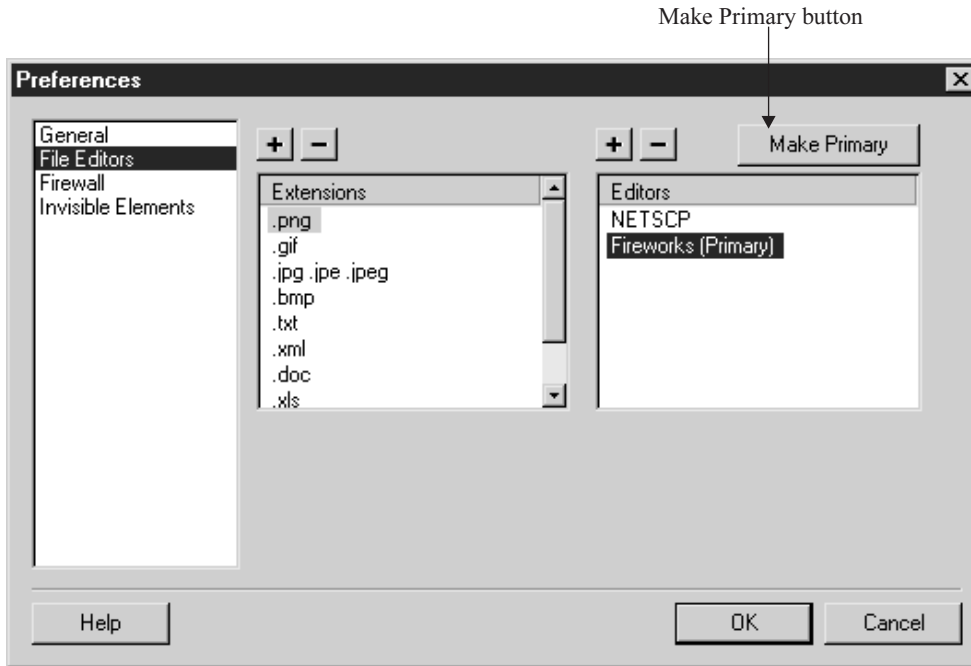 Make Primary button
Preferences
General
File Editors
Firewall
Invisible Elements
Extensions
.png
.gif
.jpg .jpe .jpeg
.bmp
.txt
.xml
.doc
.xls
Make Primary
Editors
NETSCP
Fireworks (Primary)
Help
OK
Cancel